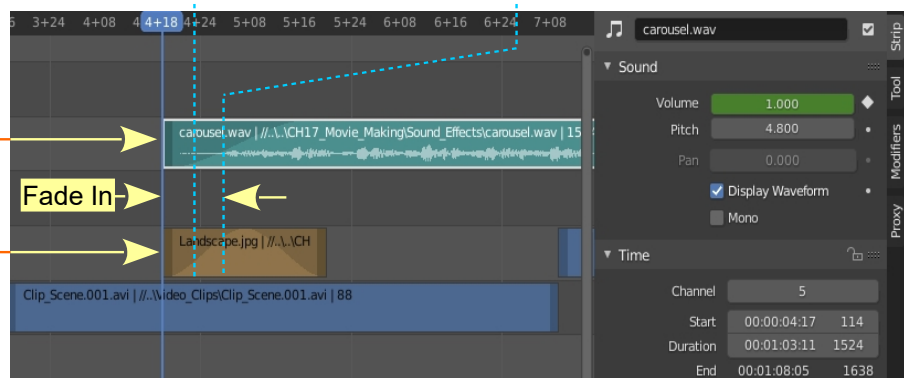 3+24 4+08 4+18 4+24 5+08 5+16 5+24 6+08 6+16 6+24 7+08
carousel.wav
Strip
Sound
Tool
Volume 1.000
carousel.wav | //..\..\CH17_Movie_Making\Sound_Effects\carousel.wav | 15
Pitch 4.800
Modifiers
Pan 0.000
Fade In
Display Waveform
Mono
Proxy
Landscape.jpg | //..\..\CH
Time
Clip_Scene.001.avi | //..\Video_Clips\Clip_Scene.001.avi | 88
Channel 5
Start 00:00:04:17 114
Duration 00:01:03:11 1524
End 00:01:08:05 1638